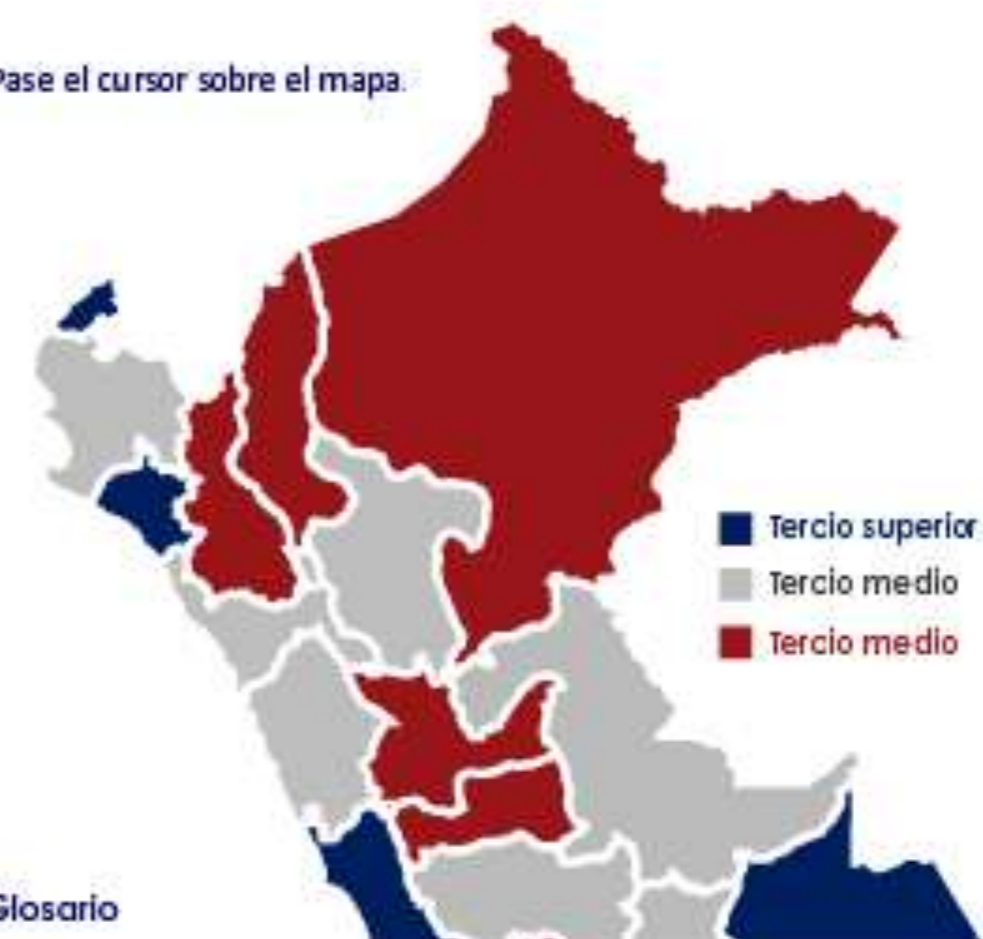 Pase el cursor sobre el mapa.
Tercio superior
Tercio medio
Tercio medio
Glosario